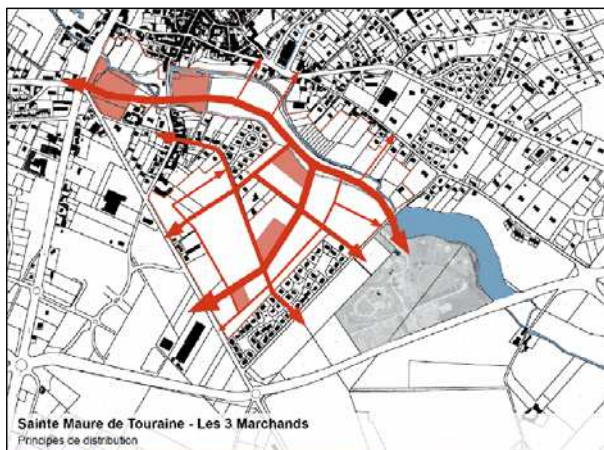 Sainte Maure de Touraine - Les 3 Marchands
Principes de distribution